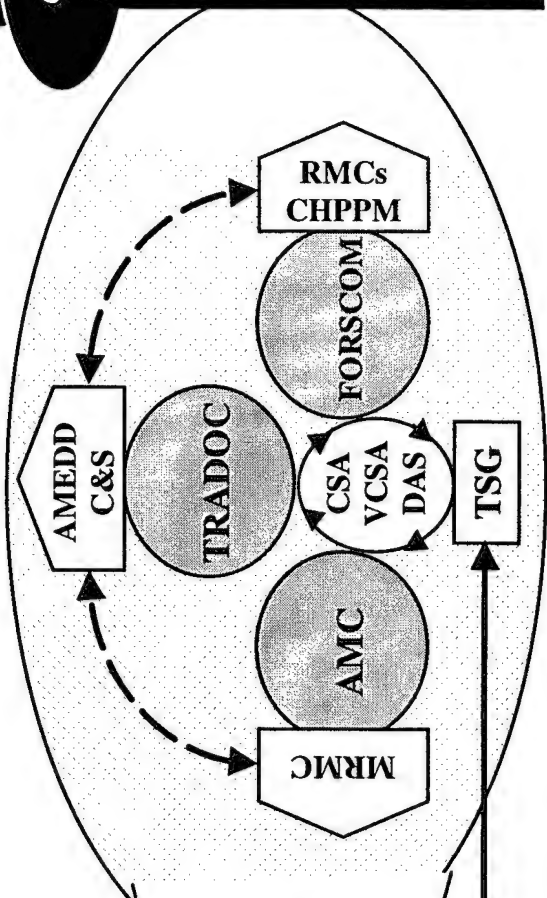 AMEDD
C&S
RMCs
CHPPM
TRADOC
FORSCOM
CSA
VCSA
DAS
AMC
TSG
MRMC